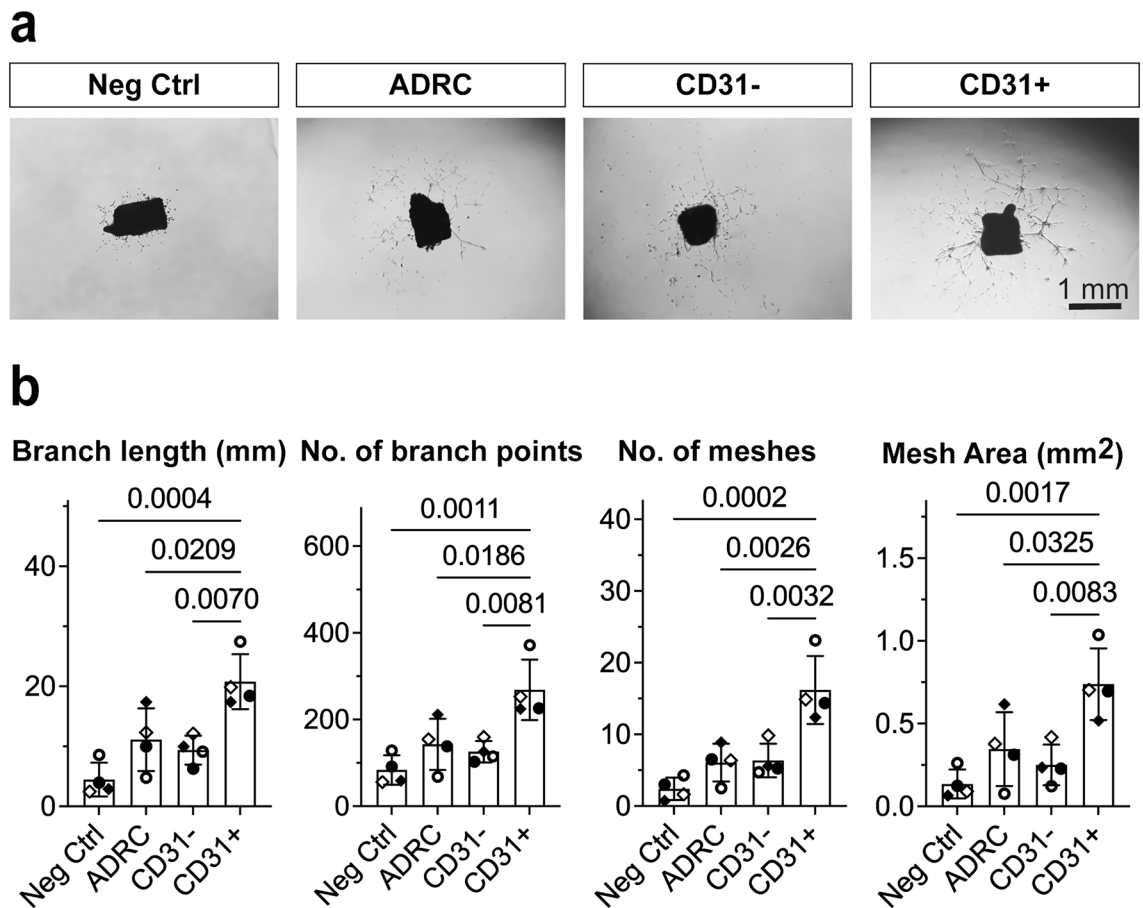 a
Neg Ctrl
ADRC
CD31-
CD31+
1 mm
b
Branch length (mm)
0.0004
0.0209
0.0070
40
20
0
Neg Ctrl
ADRC
CD31-
CD31+
No. of branch points
0.0011
0.0186
0.0081
600
400
200
0
Neg Ctrl
ADRC
CD31-
CD31+
No. of meshes
0.0002
0.0026
0.0032
40
30
20
10
0
Neg Ctrl
ADRC
CD31-
CD31+
Mesh Area (mm2)
0.0017
0.0325
0.0083
1.5
1.0
0.5
0.0
Neg Ctrl
ADRC
CD31-
CD31+